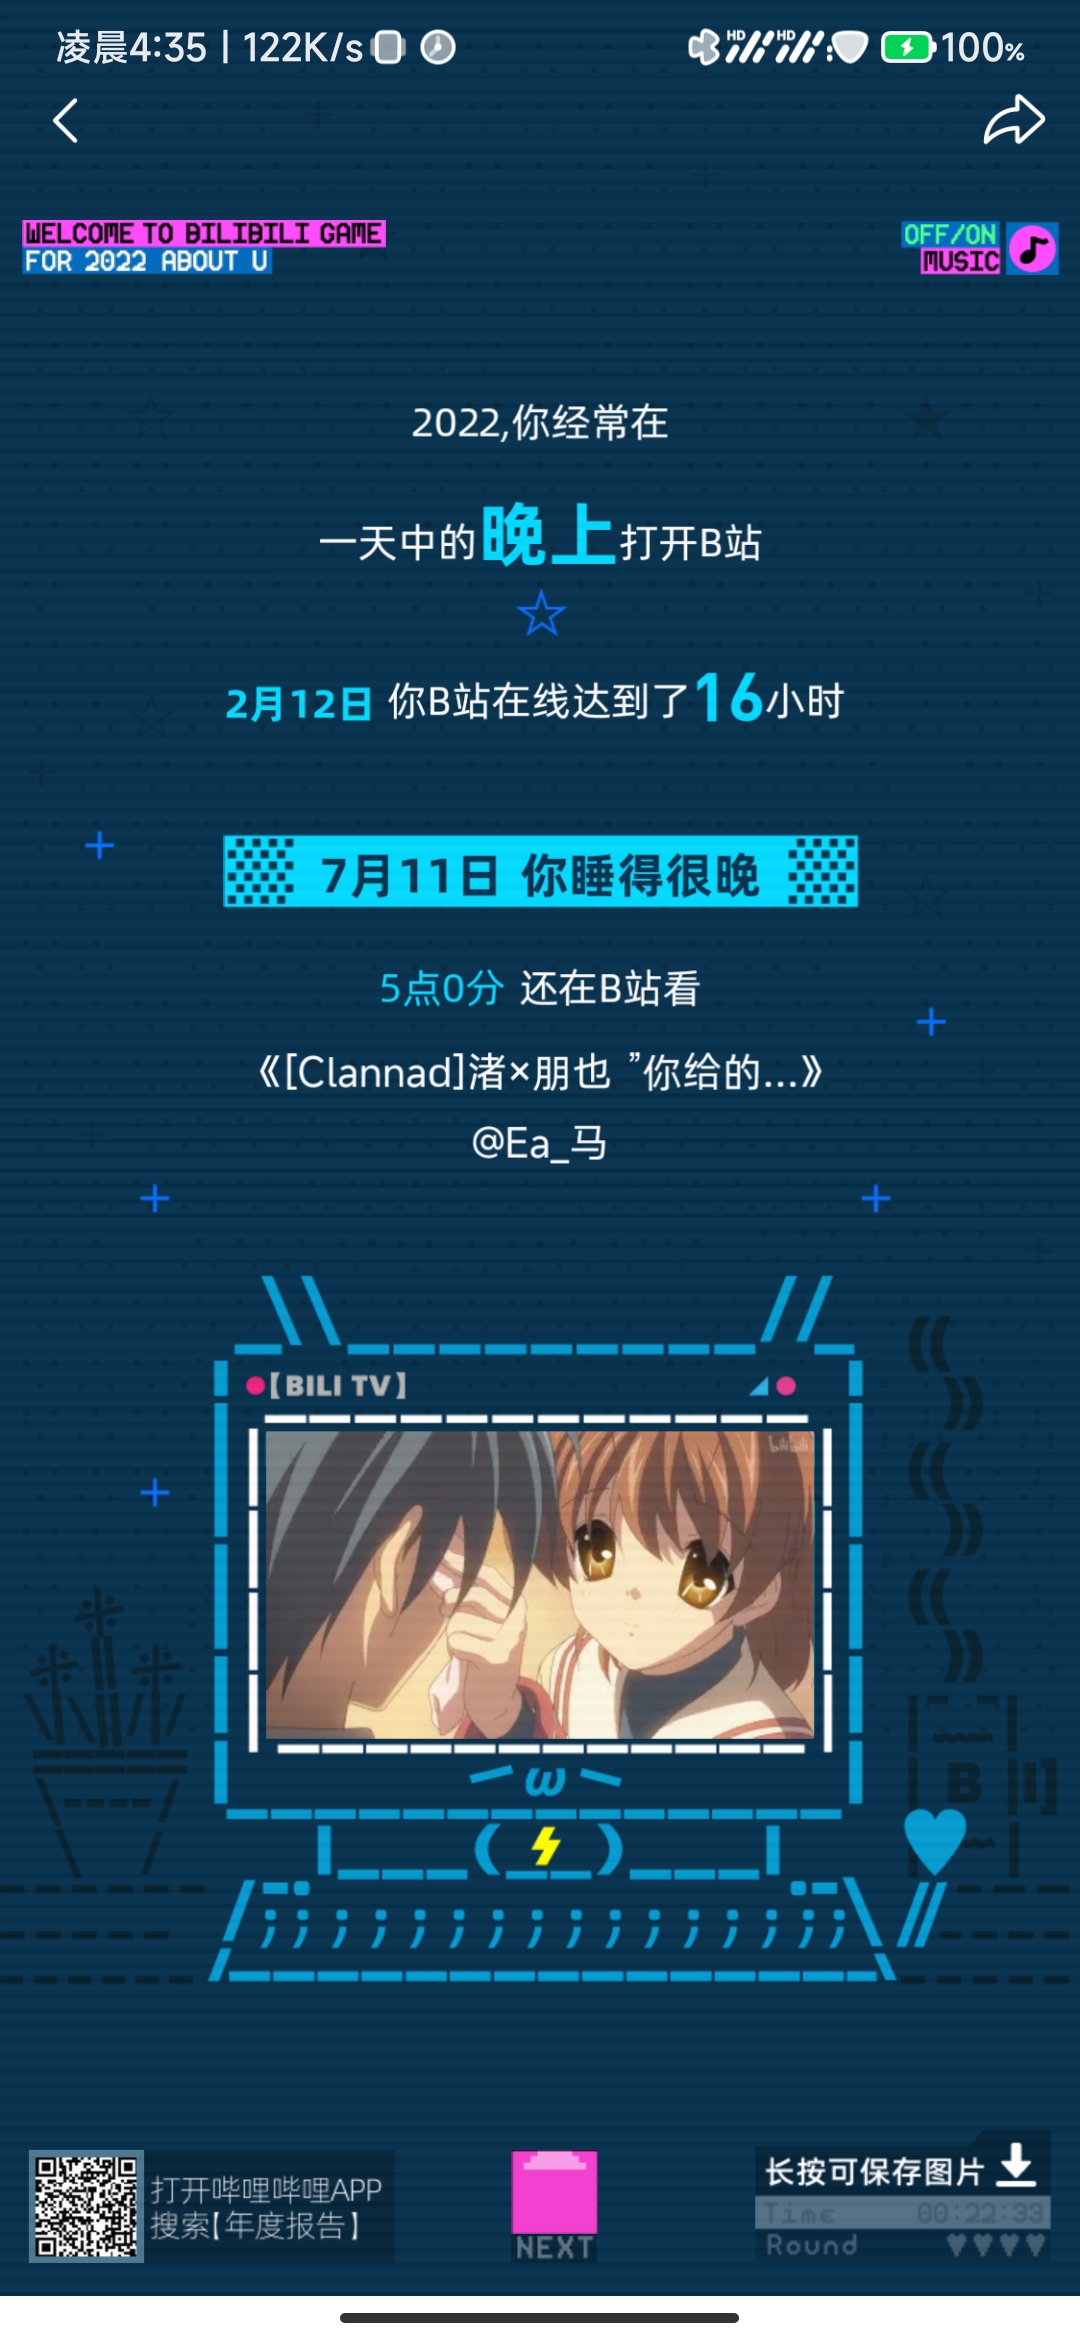 凌晨4:35 | 122K/s
HD HD 100%
WELCOME TO BILIBILI GAME
FOR 2022 ABOUT U
OFF/ON
MUSIC
2022,你经常在
一天中的晚上打开B站
2月12日 你B站在线达到了16小时
7月11日 你睡得很晚
5点0分 还在B站看
《[Clannad]渚×朋也 ”你给的...》
@Ea_马
【BILI TV】
bilibili
ω
B
打开哔哩哔哩APP
搜索【年度报告】
NEXT
长按可保存图片
Time 00:22:33
Round